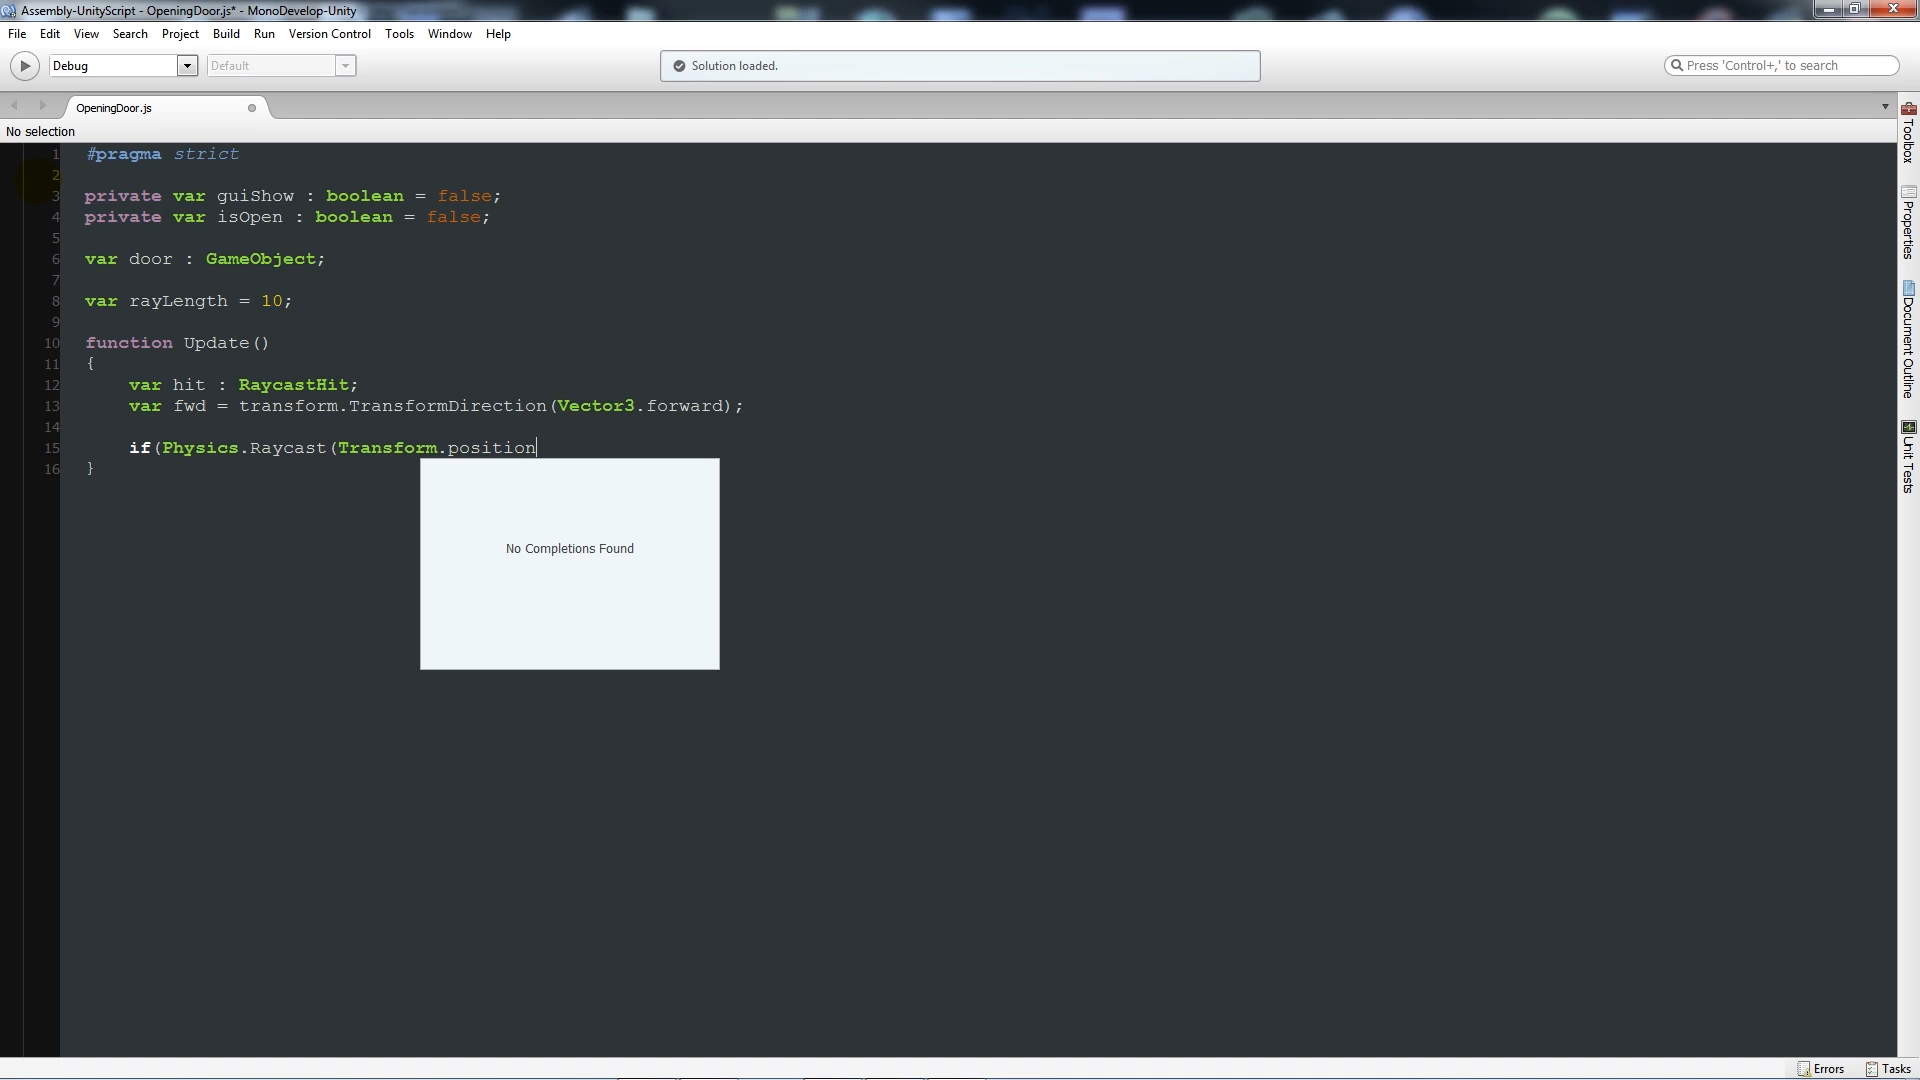 Assembly-UnityScript - OpeningDoor.js* - MonoDevelop-Unity
File Edit View Search Project Build Run Version Control Tools Window Help
Debug Default Solution loaded. Press 'Control+,' to search
OpeningDoor.js
No selection
1 #pragma strict
2
3 private var guiShow : boolean = false;
4 private var isOpen : boolean = false;
5
6 var door : GameObject;
7
8 var rayLength = 10;
9
10 function Update()
11 {
12 var hit : RaycastHit;
13 var fwd = transform.TransformDirection(Vector3.forward);
14
15 if(Physics.Raycast(Transform.position
16 }
No Completions Found
Toolbox
Properties
Document Outline
Unit Tests
Errors Tasks